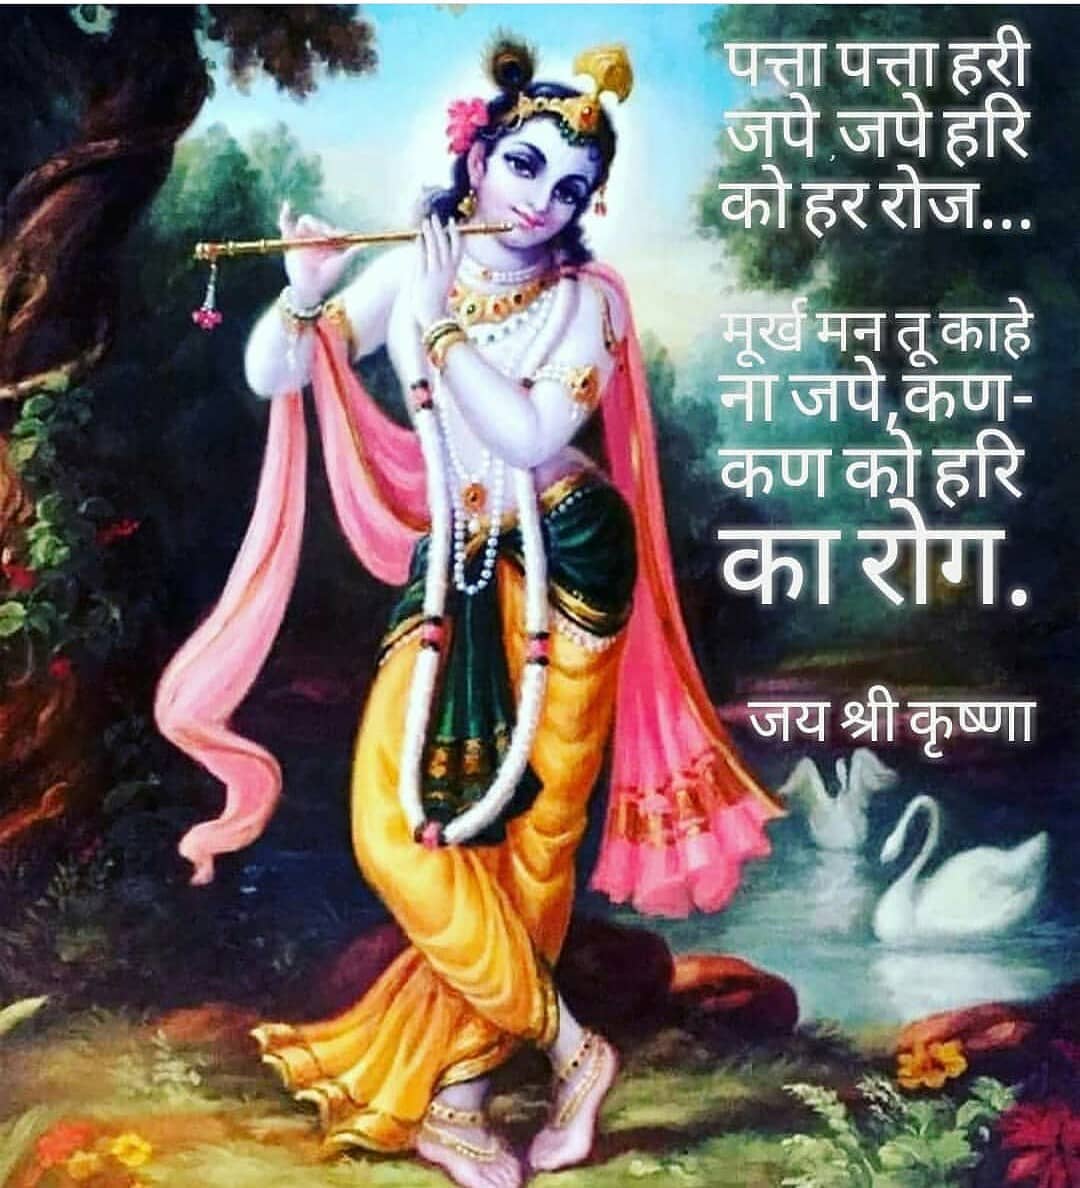 पत्ता पत्ता हरी
जपे ,जपे हरि
को हर रोज...
मूर्ख मन तू काहे
ना जपे,कण-
कण को हरि
का रोग.
जय श्री कृष्णा